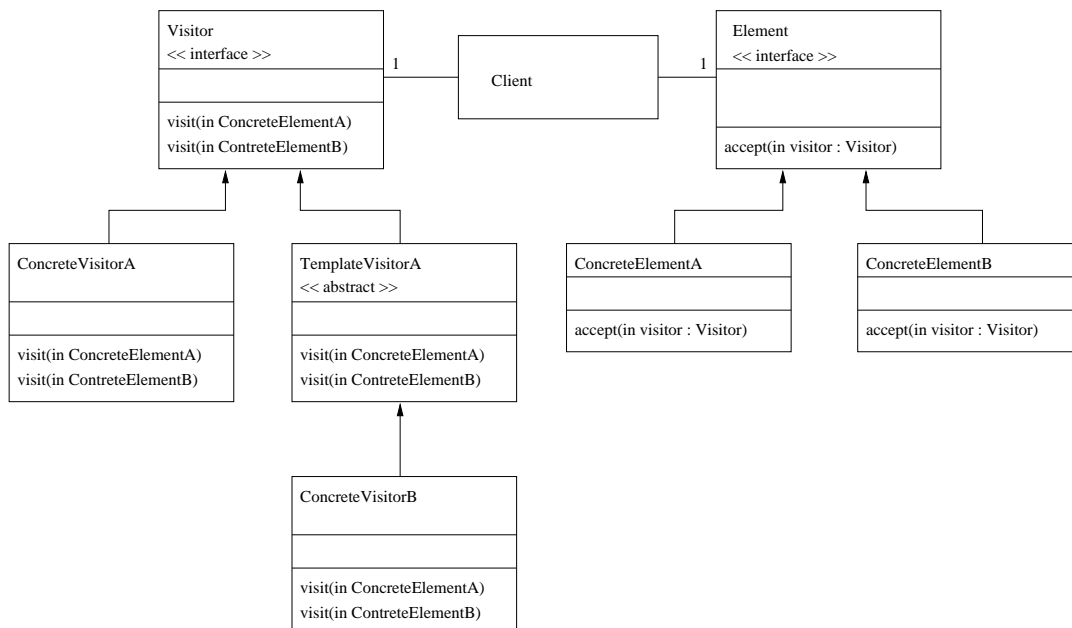 Visitor
<< interface >>
visit(in ConcreteElementA)
visit(in ContreteElementB)
1
Client
1
Element
<< interface >>
accept(in visitor : Visitor)
ConcreteVisitorA
visit(in ConcreteElementA)
visit(in ContreteElementB)
TemplateVisitorA
<< abstract >>
visit(in ConcreteElementA)
visit(in ContreteElementB)
ConcreteElementA
accept(in visitor : Visitor)
ConcreteElementB
accept(in visitor : Visitor)
ConcreteVisitorB
visit(in ConcreteElementA)
visit(in ContreteElementB)